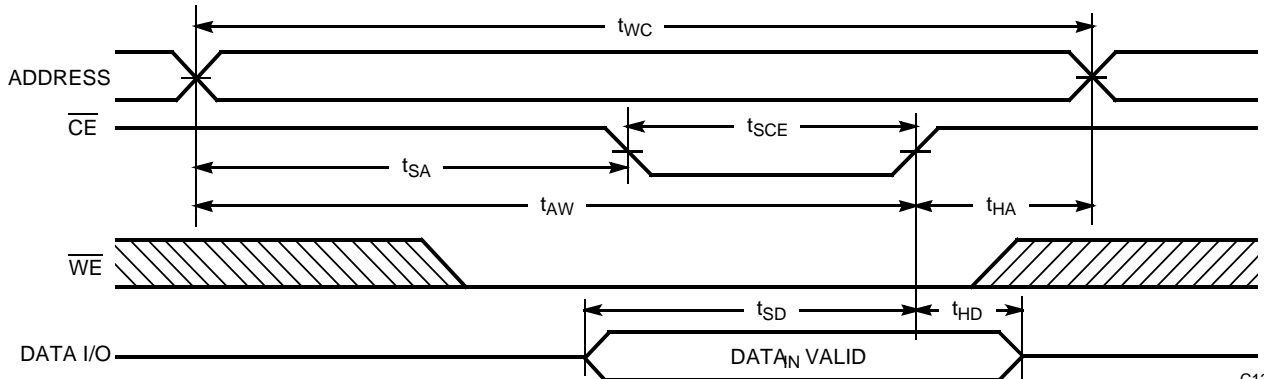 tWC
ADDRESS
CE
tSCE
tSA
tAW
tHA
WE
tSD
tHD
DATA I/O
DATAIN VALID